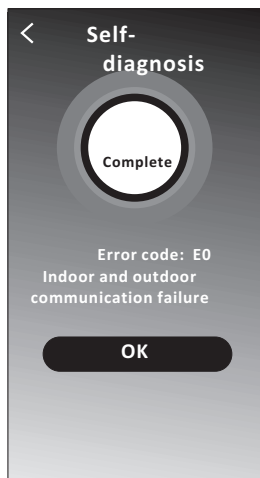 Self-
diagnosis
Complete
Error code: E0
Indoor and outdoor
communication failure
OK